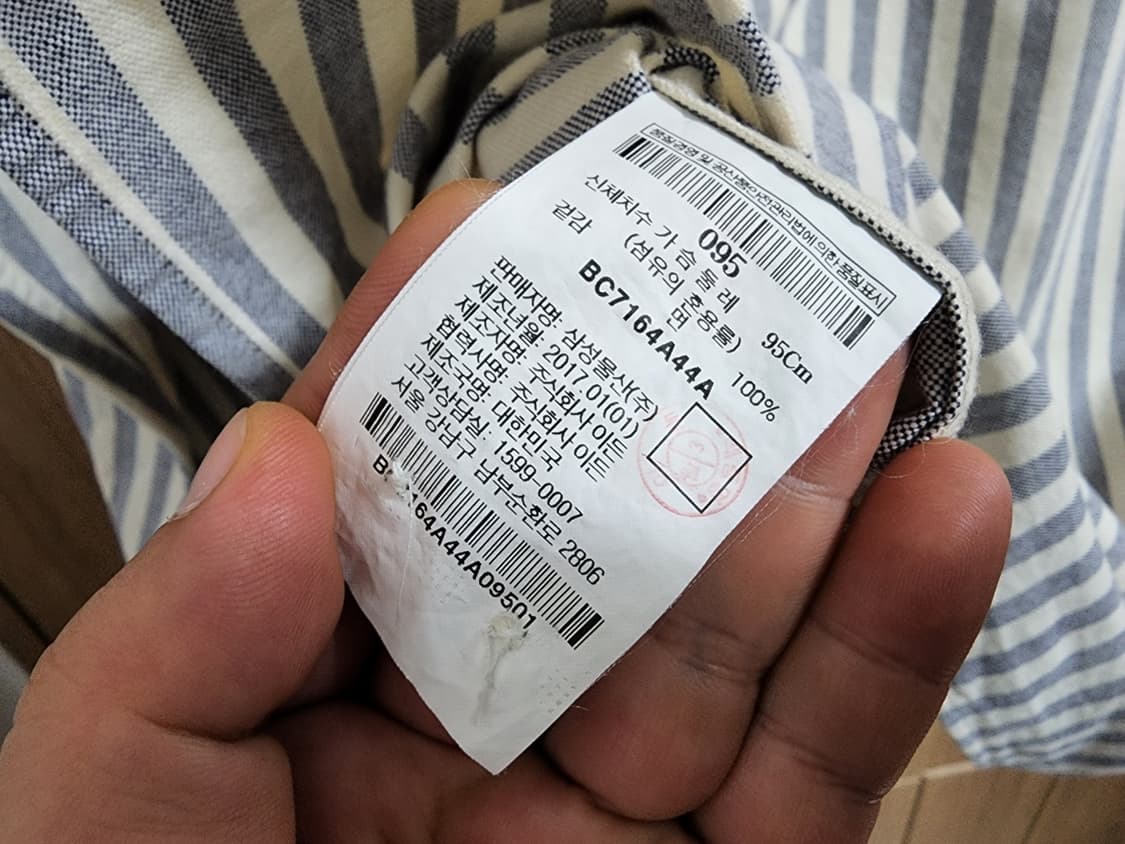 품질경영 및 공산품안전관리법에 의한 품질표시
095
신체치수 가슴둘레 95Cm
(섬유의 혼용률)
겉감 면 100%
BC7164A44A
판매자명: 삼성물산(주)
제조년월: 2017.01(01)
제조자명: 주식회사 이든
협력사명: 주식회사 이든
제조국명: 대한민국
고객상담실: 1599-0007
서울 강남구 남부순환로 2806
64A44A09501